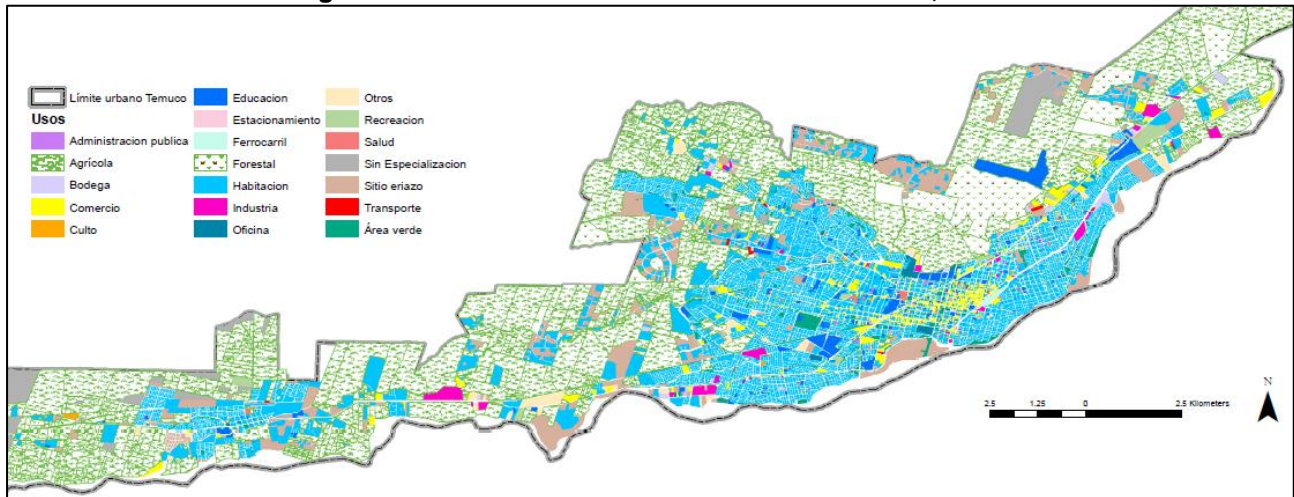 Límite urbano Temuco
Usos
Administracion publica
Agrícola
Bodega
Comercio
Culto
Educacion
Estacionamiento
Ferrocarril
Forestal
Habitacion
Industria
Oficina
Otros
Recreacion
Salud
Sin Especializacion
Sitio eriazo
Transporte
Área verde
N
2.5 1.25 0 2.5 Kilometers